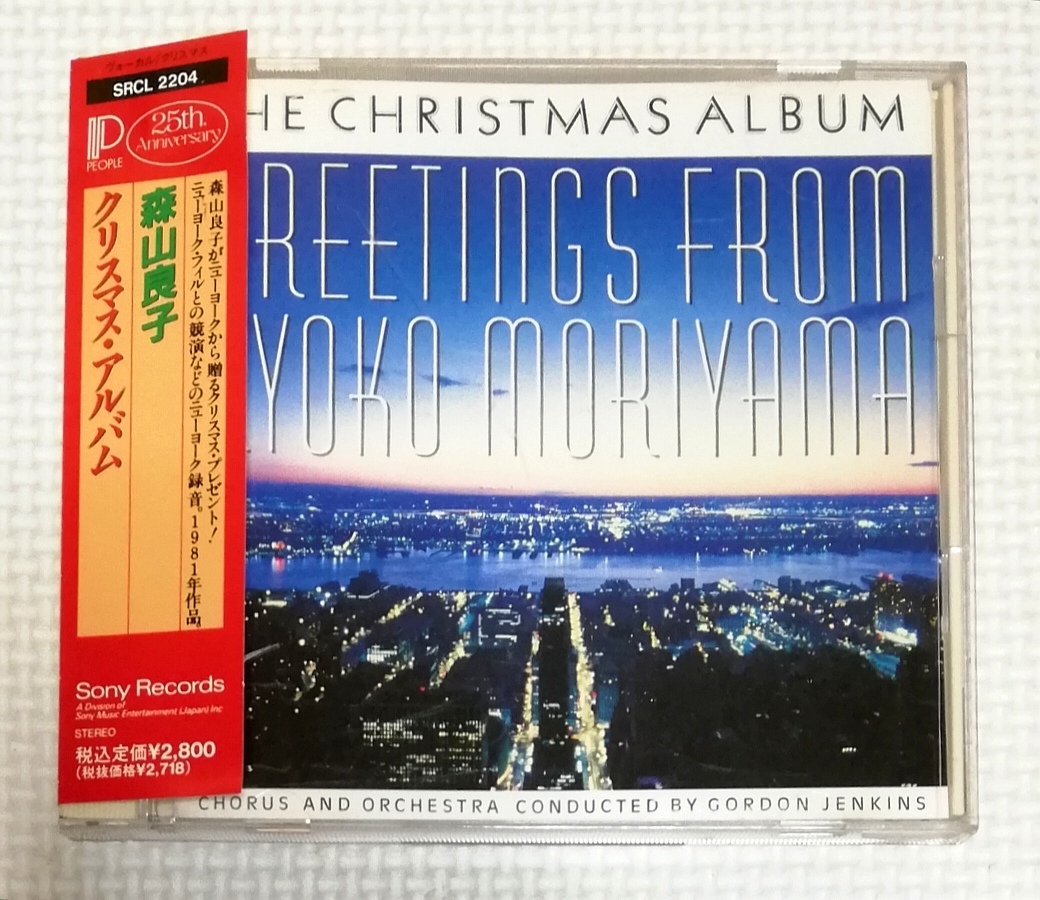 ヴォーカル/クリスマス
SRCL 2204
PEOPLE
25th.
Anniversary
森山良子がニューヨークから贈るクリスマス・プレゼント!
ニューヨーク・フィルとの競演などのニューヨーク録音。1981年作品。
森山良子
クリスマス・アルバム
Sony Records
A Division of
Sony Music Entertainment (Japan) Inc
STEREO
税込定価¥2,800
(税抜価格¥2,718)
HE CHRISTMAS ALBUM
REETINGS FROM
YOKO MORIYAMA
CHORUS AND ORCHESTRA CONDUCTED BY GORDON JENKINS